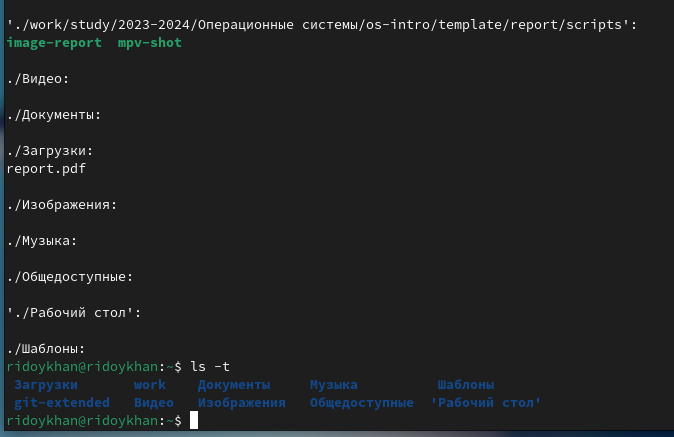 './work/study/2023-2024/Операционные системы/os-intro/template/report/scripts':
image-report  mpv-shot
./Видео:
./Документы:
./Загрузки:
report.pdf
./Изображения:
./Музыка:
./Общедоступные:
'./Рабочий стол':
./Шаблоны:
ridoykhan@ridoykhan:~$ ls -t
Загрузки       work    Документы     Музыка          Шаблоны
git-extended   Видео   Изображения   Общедоступные  'Рабочий стол'
ridoykhan@ridoykhan:~$